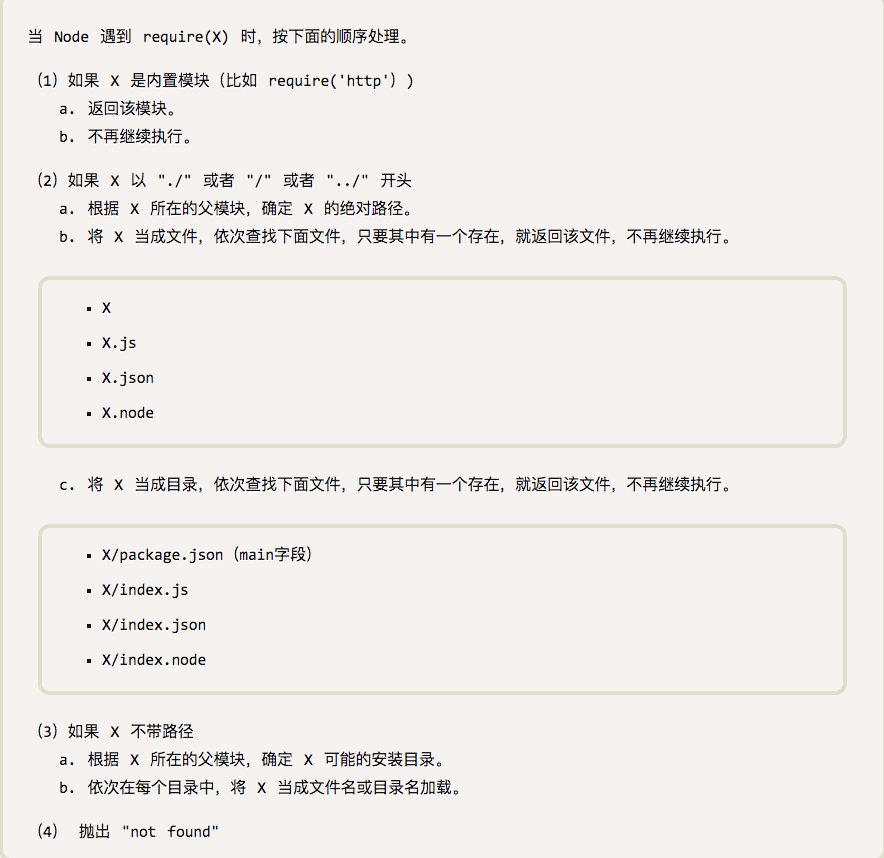 当 Node 遇到 require(X) 时，按下面的顺序处理。
（1）如果 X 是内置模块（比如 require('http'））
a. 返回该模块。
b. 不再继续执行。
（2）如果 X 以 "./" 或者 "/" 或者 "../" 开头
a. 根据 X 所在的父模块，确定 X 的绝对路径。
b. 将 X 当成文件，依次查找下面文件，只要其中有一个存在，就返回该文件，不再继续执行。
▪ X
▪ X.js
▪ X.json
▪ X.node
c. 将 X 当成目录，依次查找下面文件，只要其中有一个存在，就返回该文件，不再继续执行。
▪ X/package.json（main字段）
▪ X/index.js
▪ X/index.json
▪ X/index.node
（3）如果 X 不带路径
a. 根据 X 所在的父模块，确定 X 可能的安装目录。
b. 依次在每个目录中，将 X 当成文件名或目录名加载。
（4） 抛出 "not found"